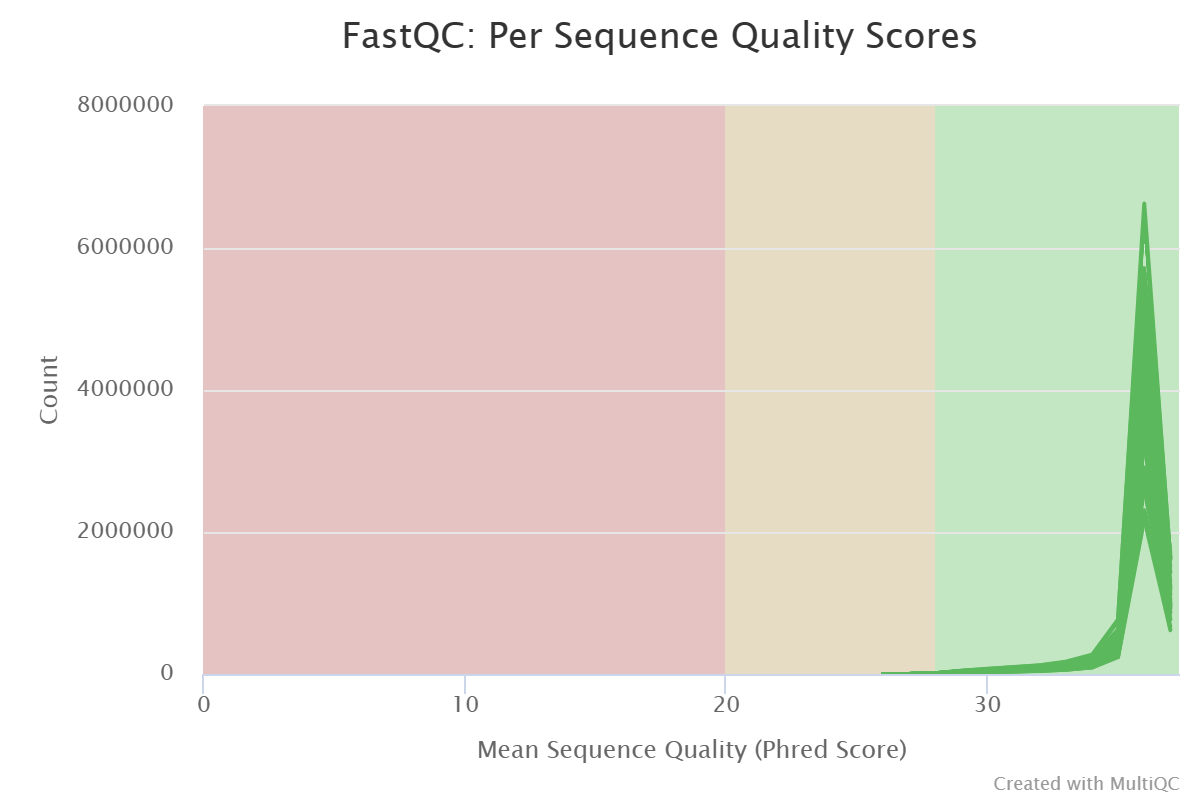 FastQC: Per Sequence Quality Scores
8000000
6000000
4000000
2000000
0
Count
0 10 20 30
Mean Sequence Quality (Phred Score)
Created with MultiQC